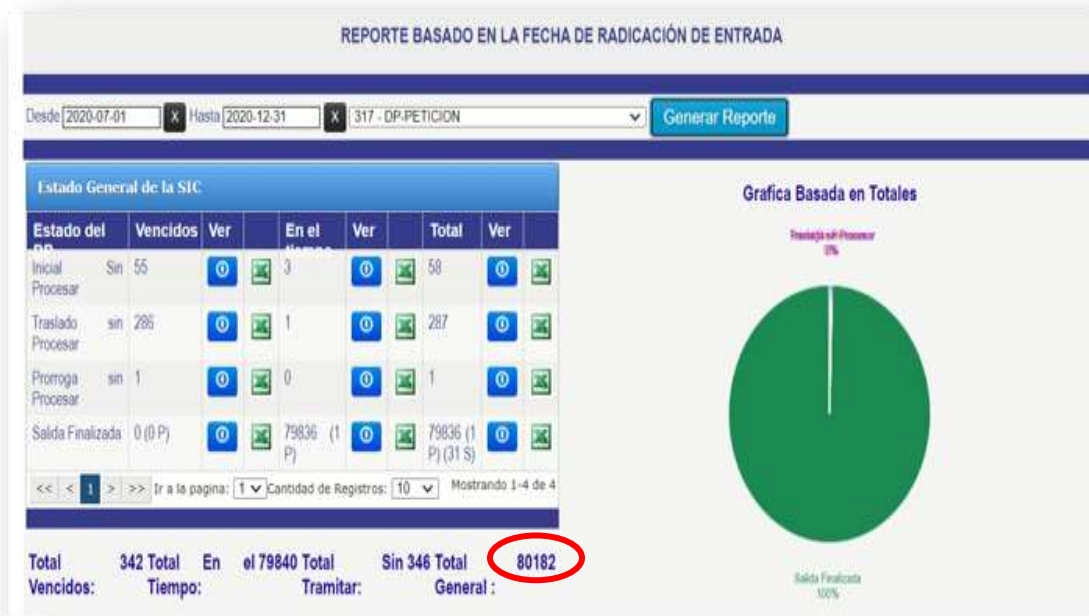 REPORTE BASADO EN LA FECHA DE RADICACIÓN DE ENTRADA
Desde 2020-07-01 X Hasta 2020-12-31 X 317 - DP-PETICION Generar Reporte
Estado General de la SIC
Estado del Vencidos Ver En el Ver Total Ver
Inicial Sin Procesar 55 3 58
Traslado sin Procesar 286 1 287
Prorroga sin Procesar 1 0 1
Salida Finalizada 0 (0 P) 79836 (1 P) 79836 (1 P) (31 S)
<< < 1 > >> Ir a la pagina: 1 Cantidad de Registros: 10 Mostrando 1-4 de 4
Total 342 Total En el 79840 Total Sin 346 Total 80182
Vencidos: Tiempo: Tramitar: General :
Grafica Basada en Totales
0%
Salida Finalizada
100%